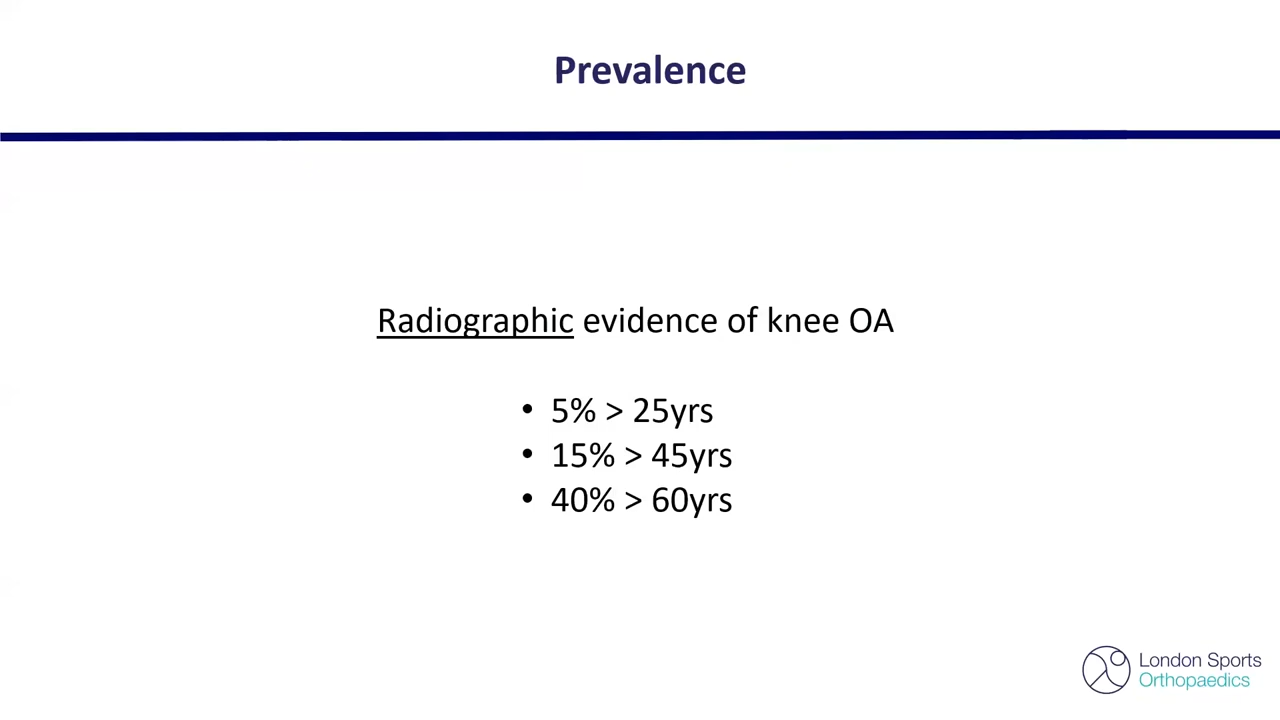 Prevalence
Radiographic evidence of knee OA
• 5% > 25yrs
• 15% > 45yrs
• 40% > 60yrs
London Sports
Orthopaedics